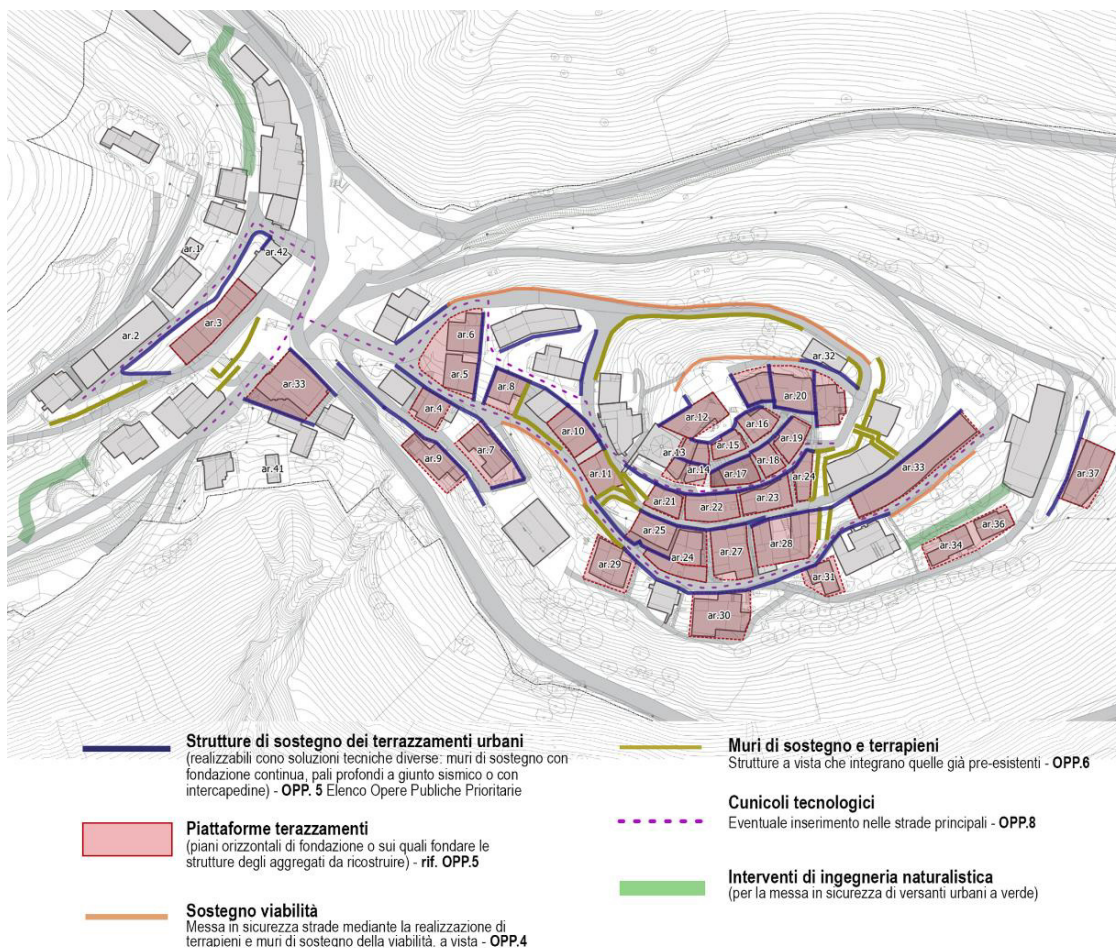 ar.1
ar.42
ar.2
ar.3
ar.33
ar.41
ar.6
ar.5
ar.4
ar.8
ar.9
ar.7
ar.10
ar.11
ar.12
ar.32
ar.20
ar.16
ar.15
ar.19
ar.13
ar.14
ar.17
ar.18
ar.24
ar.33
ar.37
ar.21
ar.22
ar.23
ar.25
ar.24
ar.27
ar.28
ar.36
ar.34
ar.29
ar.31
ar.30
Strutture di sostegno dei terrazzamenti urbani
(realizzabili cono soluzioni tecniche diverse: muri di sostegno con
fondazione continua, pali profondi a giunto sismico o con
intercapedine) - OPP. 5 Elenco Opere Publiche Prioritarie
Piattaforme terazzamenti
(piani orizzontali di fondazione o sui quali fondare le
strutture degli aggregati da ricostruire) - rif. OPP.5
Sostegno viabilità
Messa in sicurezza strade mediante la realizzazione di
terrapieni e muri di sostegno della viabilità, a vista - OPP.4
Muri di sostegno e terrapieni
Strutture a vista che integrano quelle già pre-esistenti - OPP.6
Cunicoli tecnologici
Eventuale inserimento nelle strade principali - OPP.8
Interventi di ingegneria naturalistica
(per la messa in sicurezza di versanti urbani a verde)